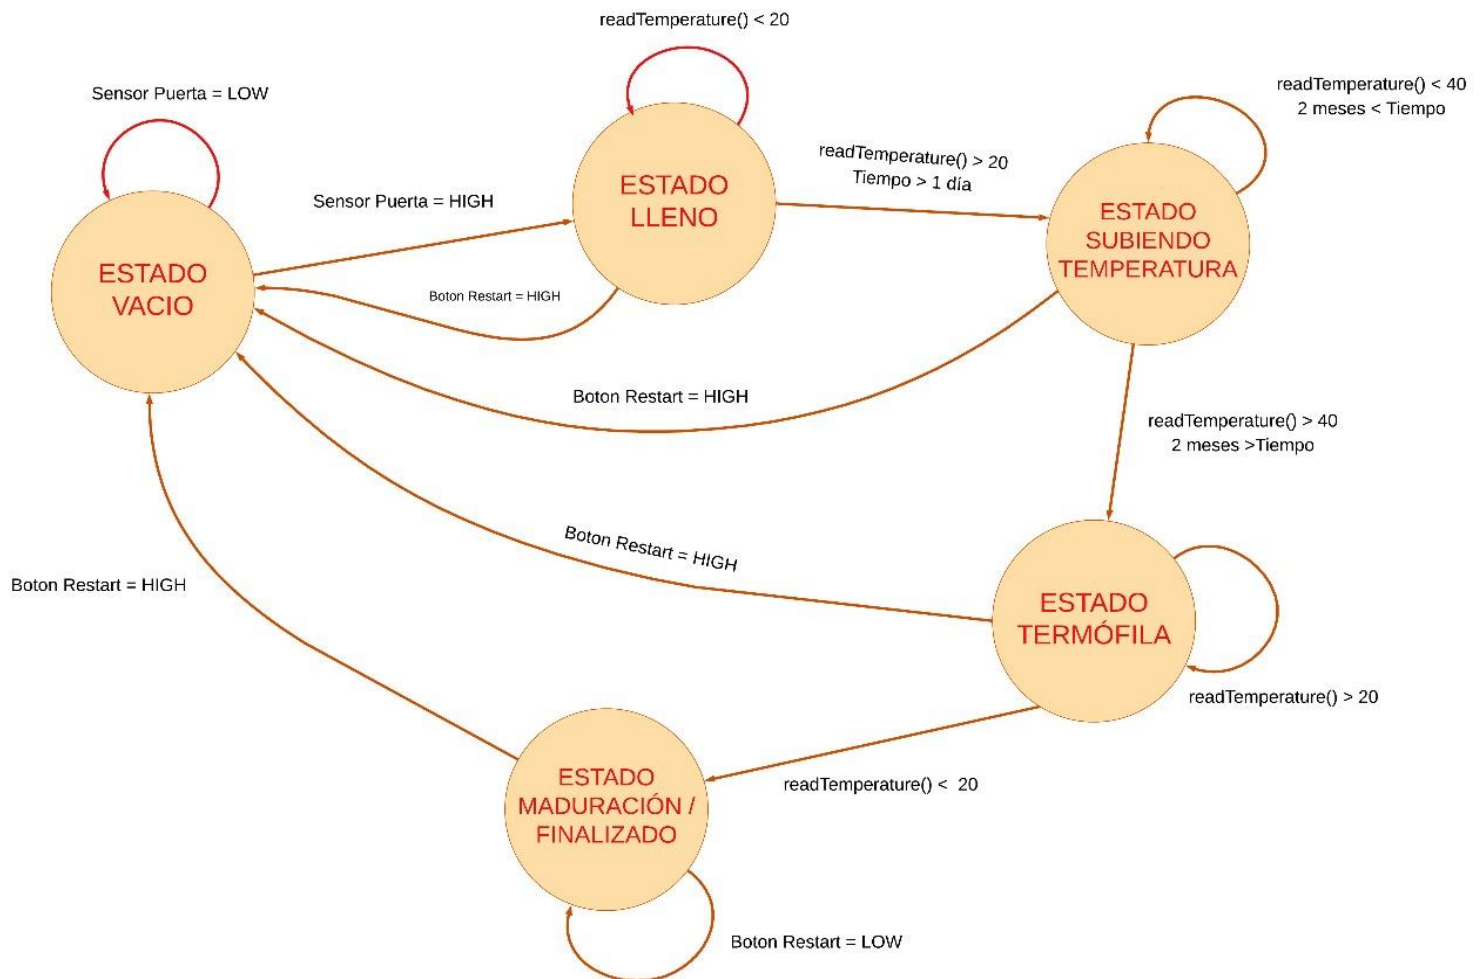 readTemperature() < 20
Sensor Puerta = LOW
readTemperature() < 40
2 meses < Tiempo
readTemperature() > 20
Tiempo > 1 día
ESTADO
LLENO
Sensor Puerta = HIGH
ESTADO
SUBIENDO
TEMPERATURA
ESTADO
VACIO
Boton Restart = HIGH
Boton Restart = HIGH
readTemperature() > 40
2 meses >Tiempo
Boton Restart = HIGH
Boton Restart = HIGH
ESTADO
TERMÓFILA
readTemperature() > 20
readTemperature() <  20
ESTADO
MADURACIÓN /
FINALIZADO
Boton Restart = LOW